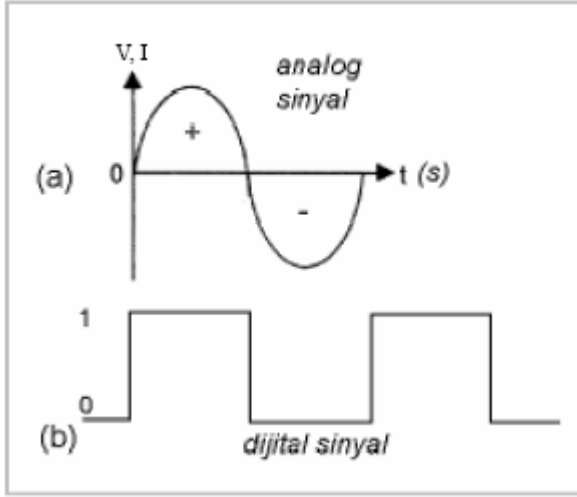 V, I
analog
sinyal
+
(a)
0
t (s)
-
1
0
(b)
dijital sinyal